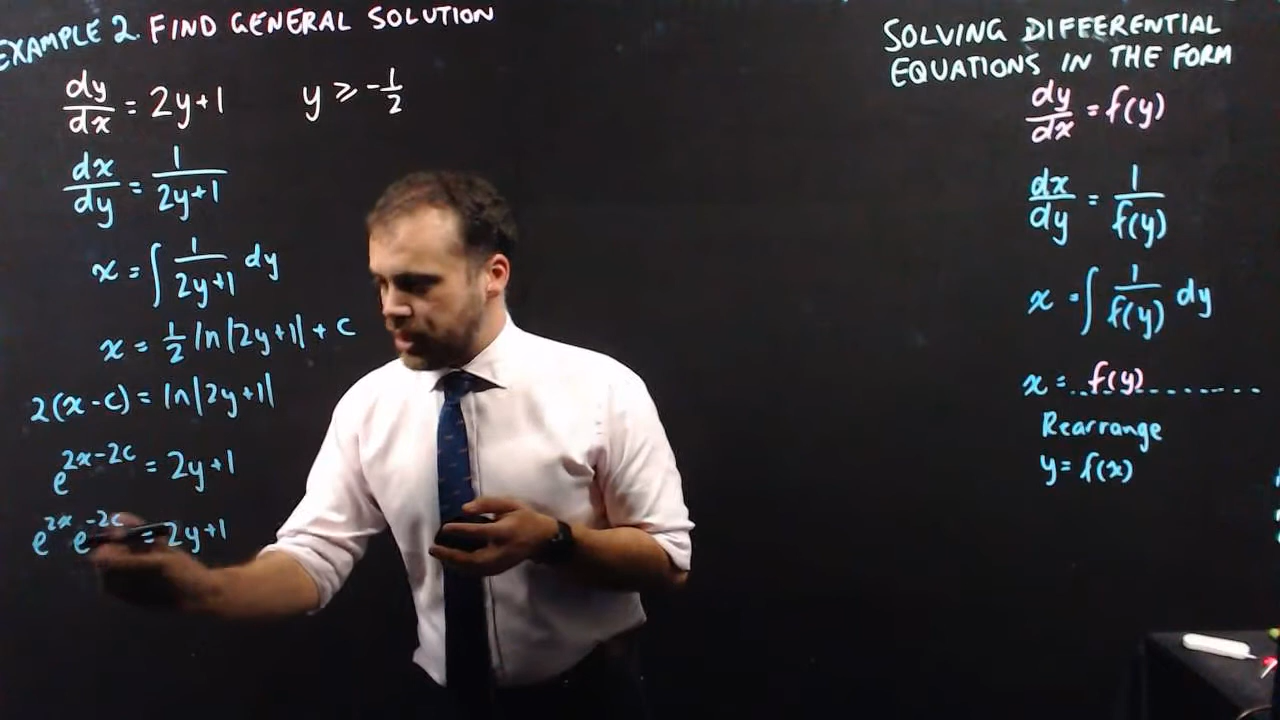 EXAMPLE 2. FIND GENERAL SOLUTION
dy/dx = 2y+1 y ≥ -1/2
dx/dy = 1/(2y+1)
x = ∫ 1/(2y+1) dy
x = 1/2 ln|2y+1| + c
2(x-c) = ln|2y+1|
e^(2x-2c) = 2y+1
e^(2x) e^(-2c) = 2y+1
SOLVING DIFFERENTIAL
EQUATIONS IN THE FORM
dy/dx = f(y)
dx/dy = 1/f(y)
x = ∫ 1/f(y) dy
x = ...f(y)........
Rearrange
y = f(x)